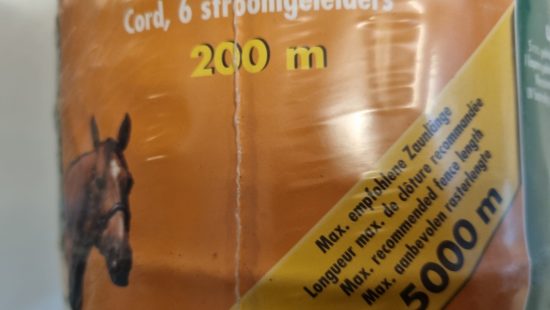 Cord, 6 stroomgeleiders
200 m
Max. empfohlene Zaunlänge
Longueur max. de clôture recommandée
Max. recommended fence length
Max. aanbevolen rasterlengte
5000 m